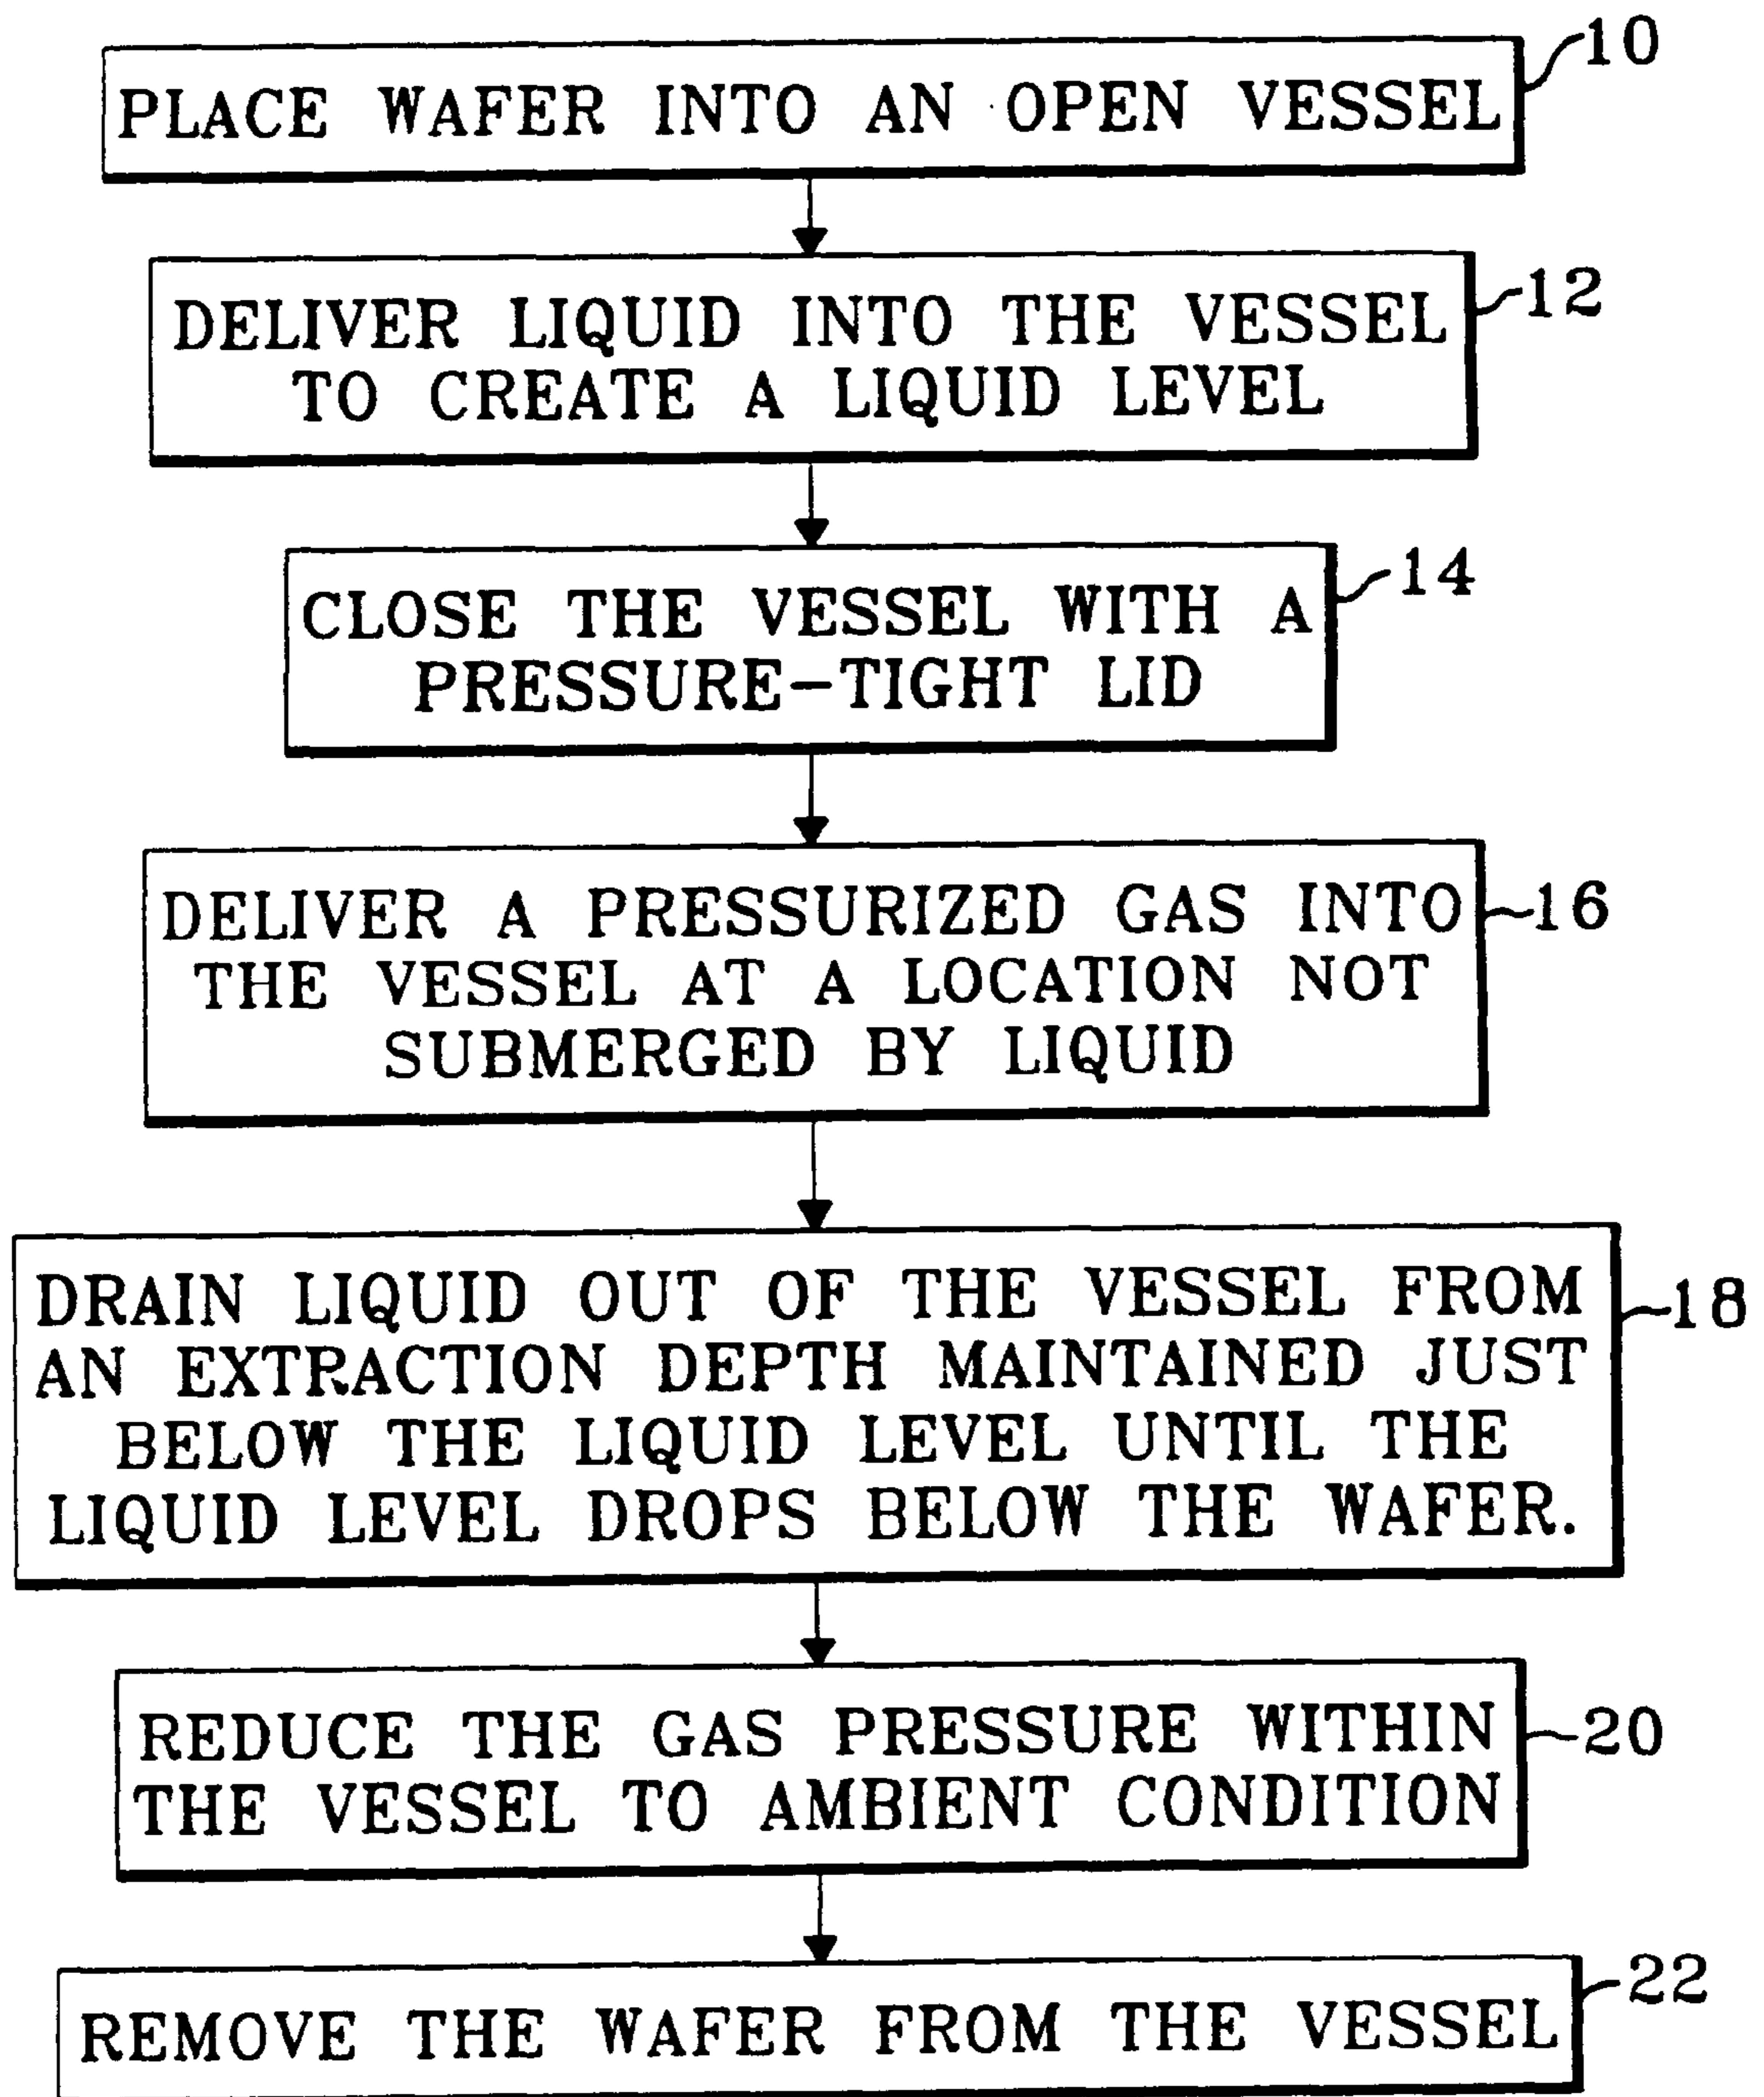 10
PLACE WAFER INTO AN OPEN VESSEL
12
DELIVER LIQUID INTO THE VESSEL
TO CREATE A LIQUID LEVEL
14
CLOSE THE VESSEL WITH A
PRESSURE-TIGHT LID
16
DELIVER A PRESSURIZED GAS INTO
THE VESSEL AT A LOCATION NOT
SUBMERGED BY LIQUID
18
DRAIN LIQUID OUT OF THE VESSEL FROM
AN EXTRACTION DEPTH MAINTAINED JUST
BELOW THE LIQUID LEVEL UNTIL THE
LIQUID LEVEL DROPS BELOW THE WAFER.
20
REDUCE THE GAS PRESSURE WITHIN
THE VESSEL TO AMBIENT CONDITION
22
REMOVE THE WAFER FROM THE VESSEL